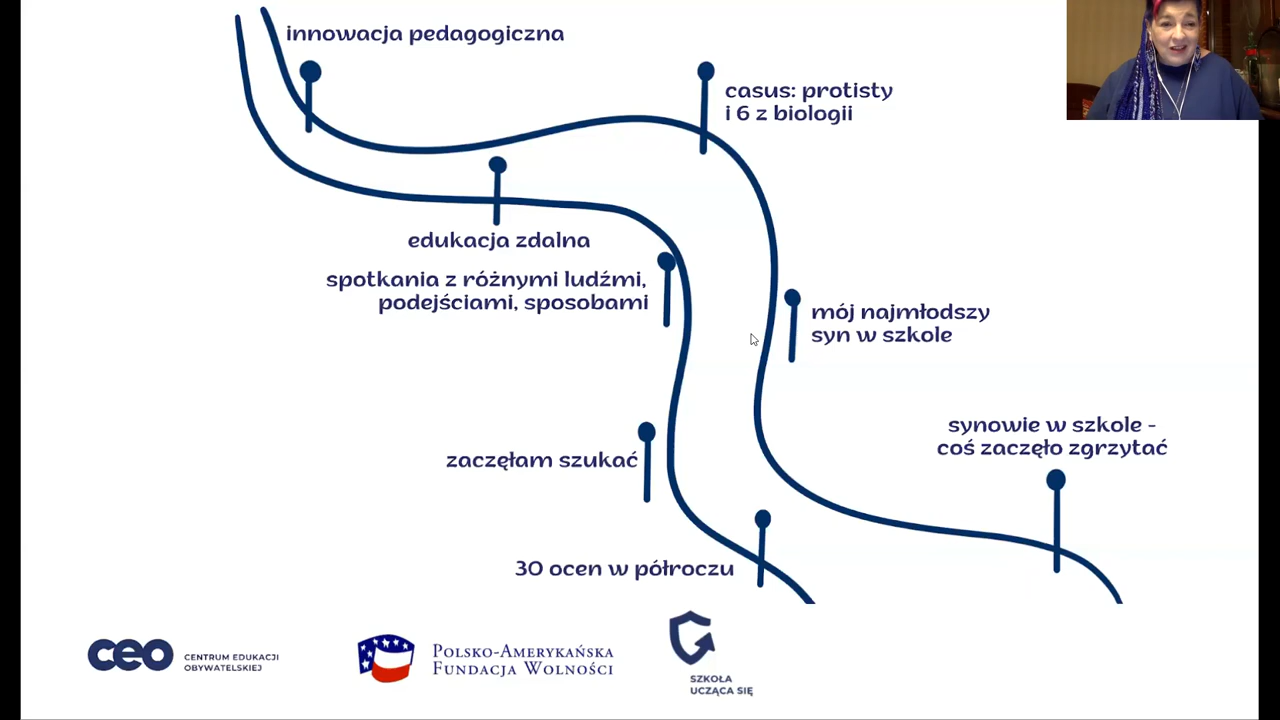 innowacja pedagogiczna
casus: protisty
i 6 z biologii
edukacja zdalna
spotkania z różnymi ludźmi,
podejściami, sposobami
mój najmłodszy
syn w szkole
synowie w szkole -
coś zaczęło zgrzytać
zaczęłam szukać
30 ocen w półroczu
ceo
CENTRUM EDUKACJI
OBYWATELSKIEJ
POLSKO-AMERYKAŃSKA
FUNDACJA WOLNOŚCI
SZKOŁA
UCZĄCA SIĘ